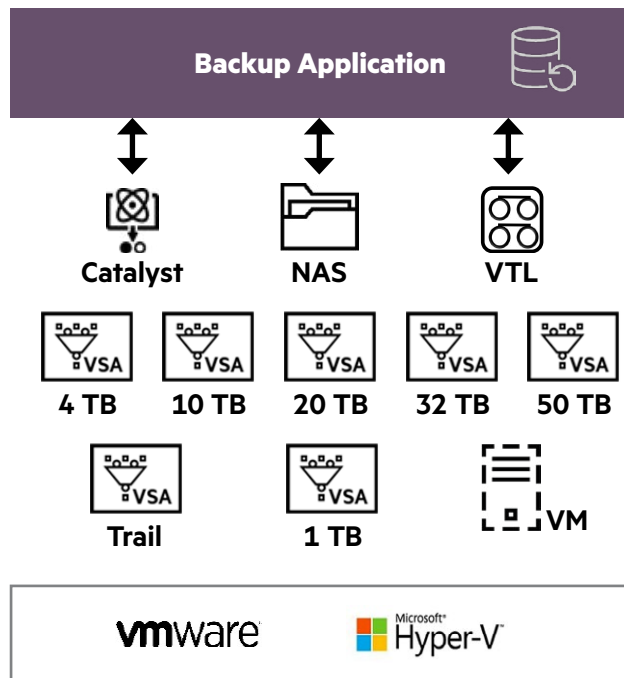 Backup Application
Catalyst NAS VTL
VSA VSA VSA VSA VSA
4 TB 10 TB 20 TB 32 TB 50 TB
VSA VSA VM
Trail 1 TB
vmware Microsoft Hyper-V